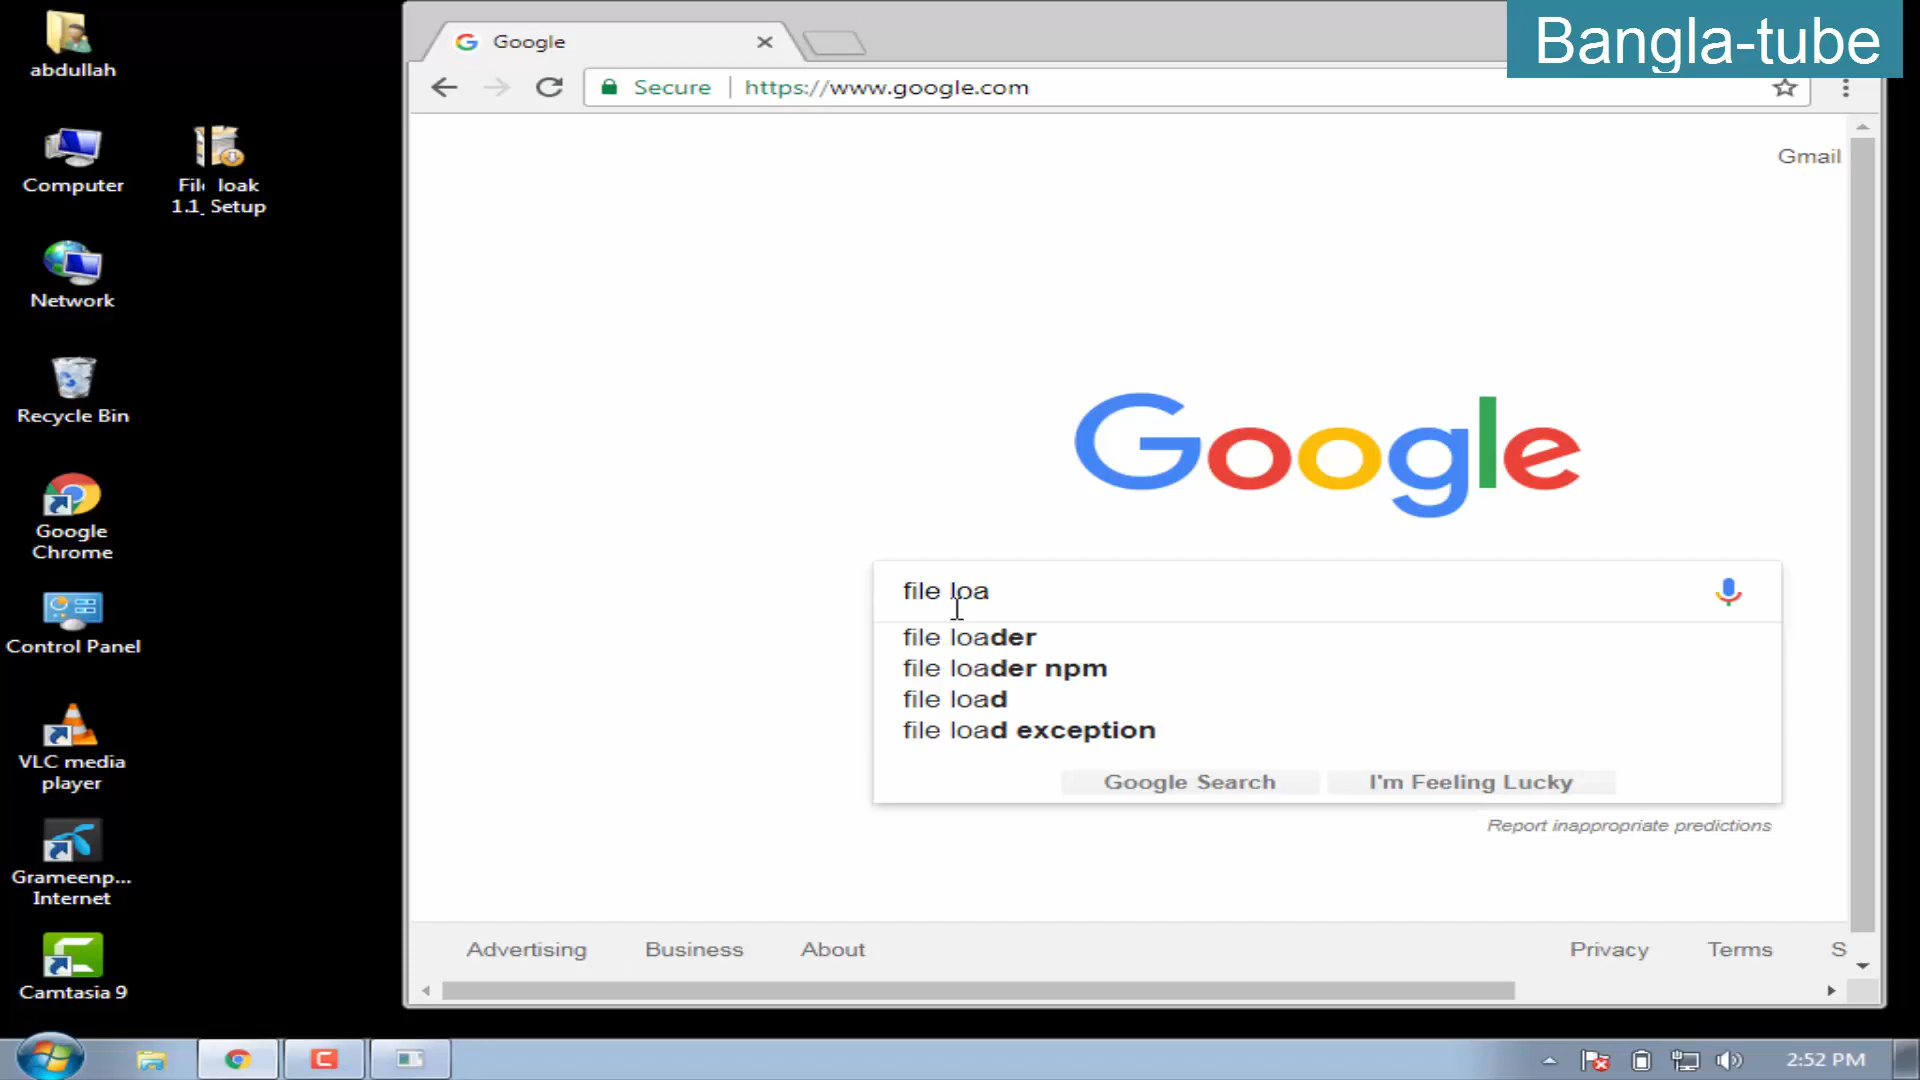 Bangla-tube
abdullah
Computer
loak
1.1 Setup
Network
Recycle Bin
Google
Chrome
Control Panel
VLC media
player
Grameenp...
Internet
Camtasia 9
Google
Secure https://www.google.com
Gmail
Google
file loa
file loader
file loader npm
file load
file load exception
Google Search I'm Feeling Lucky
Report inappropriate predictions
Advertising Business About Privacy Terms S
2:52 PM